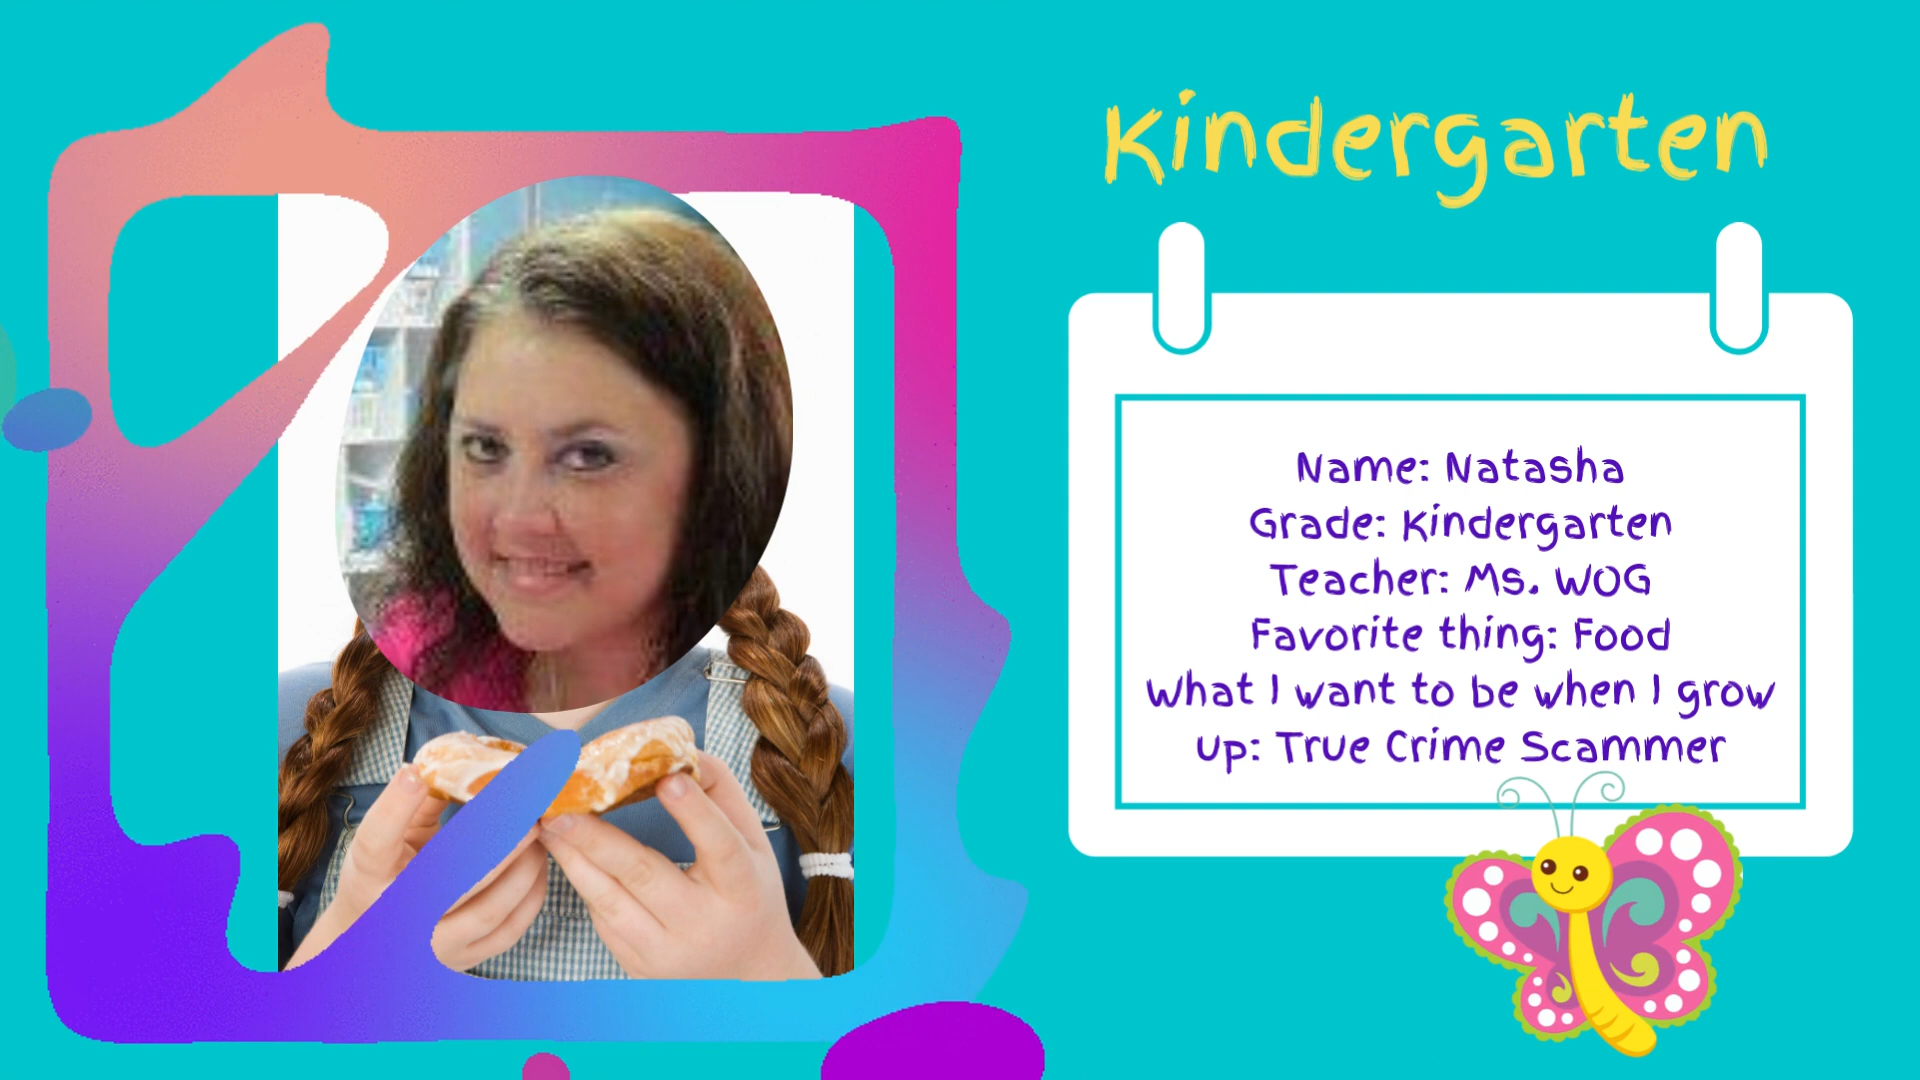 Kindergarten
Name: Natasha
Grade: Kindergarten
Teacher: Ms. WOG
Favorite thing: Food
What I want to be when I grow
up: True Crime Scammer